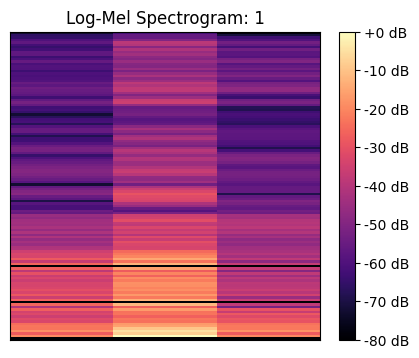 Log-Mel Spectrogram: 1
+0 dB
-10 dB
-20 dB
-30 dB
-40 dB
-50 dB
-60 dB
-70 dB
-80 dB